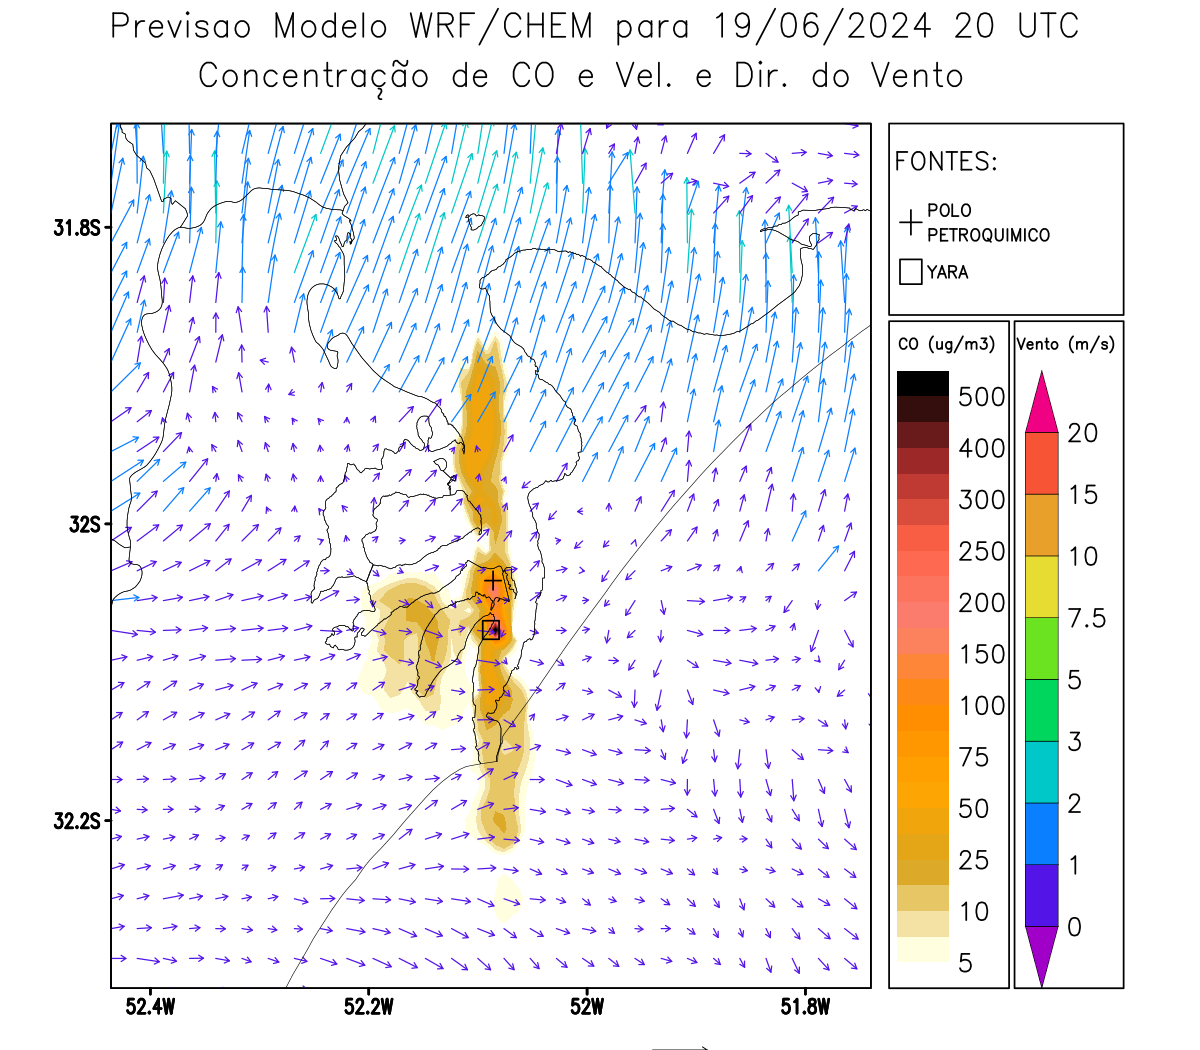 Previsao Modelo WRF/CHEM para 19/06/2024 20 UTC
Concentração de CO e Vel. e Dir. do Vento
FONTES:
POLO
PETROQUIMICO
YARA
CO (ug/m3)
500
400
300
250
200
150
100
75
50
25
10
5
Vento (m/s)
20
15
10
7.5
5
3
2
1
0
31.8S
32S
32.2S
52.4W 52.2W 52W 51.8W